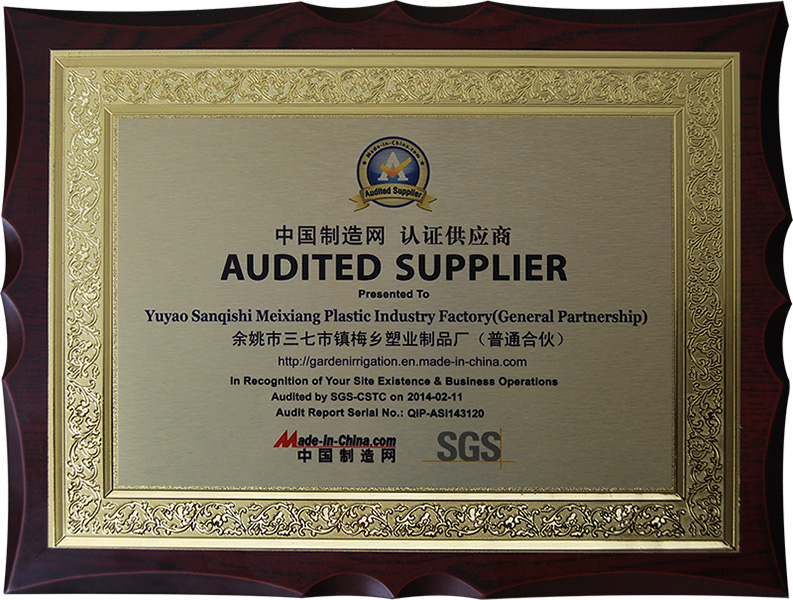 Made-in-China.com
A
Audited Supplier
中国制造网 认证供应商
AUDITED SUPPLIER
Presented To
Yuyao Sanqishi Meixiang Plastic Industry Factory(General Partnership)
余姚市三七市镇梅乡塑业制品厂（普通合伙）
http://gardenirrigation.en.made-in-china.com
In Recognition of Your Site Existence & Business Operations
Audited by SGS-CSTC on 2014-02-11
Audit Report Serial No.: QIP-ASI143120
Made-in-China.com
中国制造网
SGS